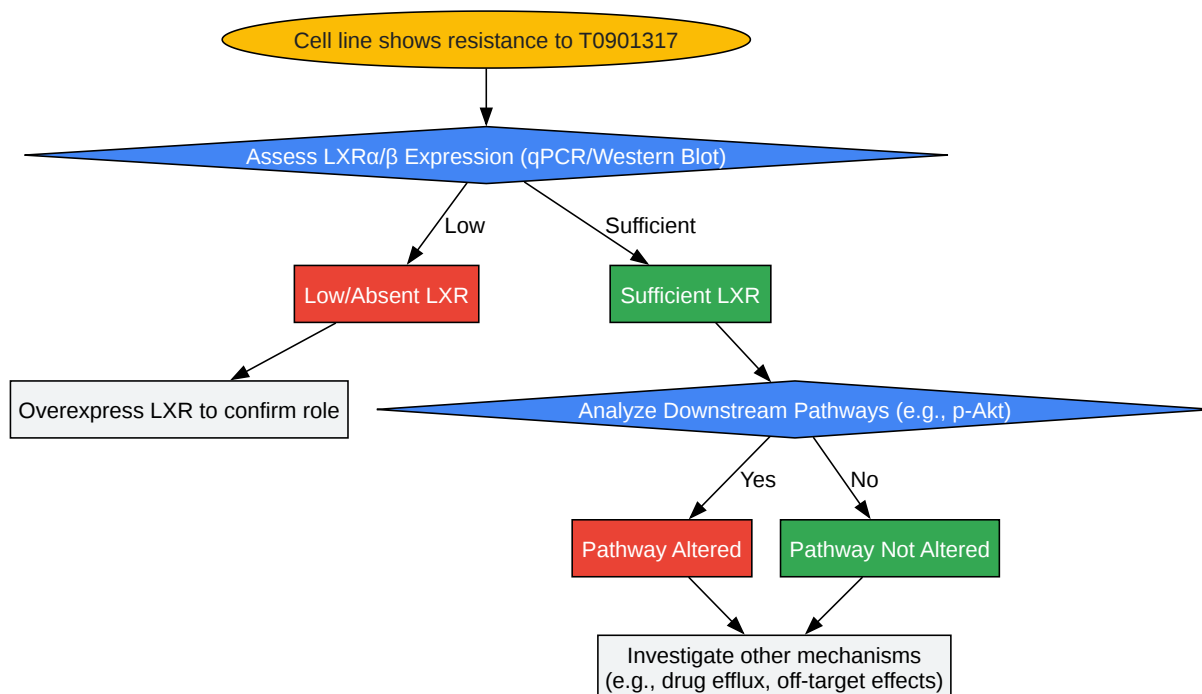 Cell line shows resistance to T0901317
Assess LXRα/β Expression (qPCR/Western Blot)
Low
Sufficient
Low/Absent LXR
Sufficient LXR
Overexpress LXR to confirm role
Analyze Downstream Pathways (e.g., p-Akt)
Yes
No
Pathway Altered
Pathway Not Altered
Investigate other mechanisms
(e.g., drug efflux, off-target effects)